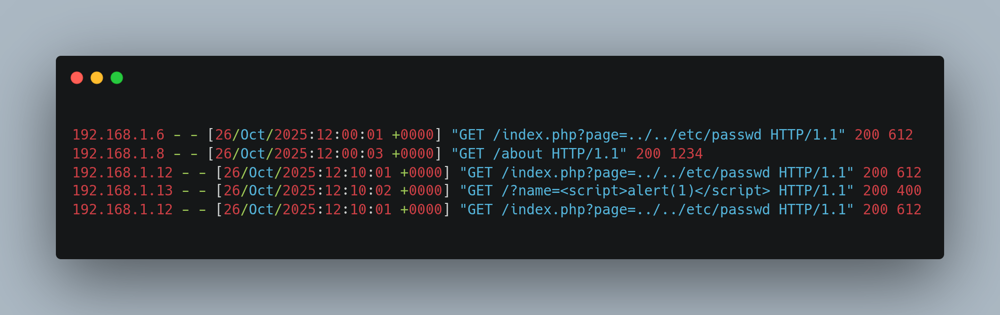 192.168.1.6 - - [26/Oct/2025:12:00:01 +0000] "GET /index.php?page=../../etc/passwd HTTP/1.1" 200 612
192.168.1.8 - - [26/Oct/2025:12:00:03 +0000] "GET /about HTTP/1.1" 200 1234
192.168.1.12 - - [26/Oct/2025:12:10:01 +0000] "GET /index.php?page=../../etc/passwd HTTP/1.1" 200 612
192.168.1.13 - - [26/Oct/2025:12:10:02 +0000] "GET /?name=<script>alert(1)</script> HTTP/1.1" 200 400
192.168.1.12 - - [26/Oct/2025:12:10:01 +0000] "GET /index.php?page=../../etc/passwd HTTP/1.1" 200 612